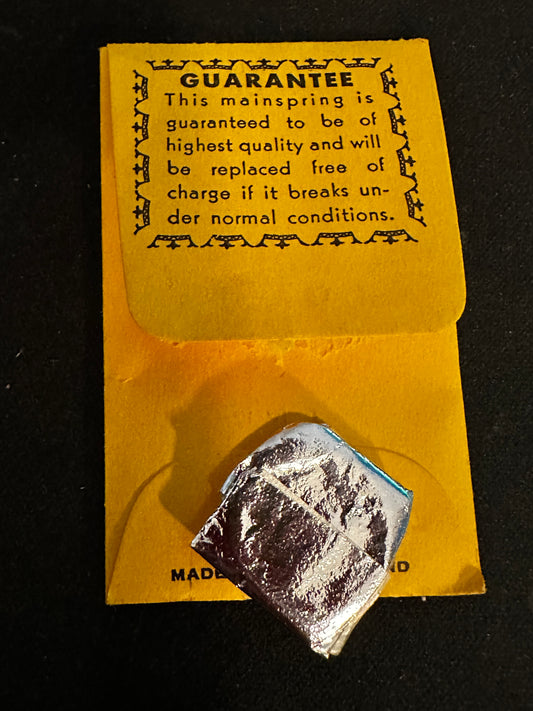 GUARANTEE
This mainspring is
guaranteed to be of
highest quality and will
be replaced free of
charge if it breaks un-
der normal conditions.
MADE